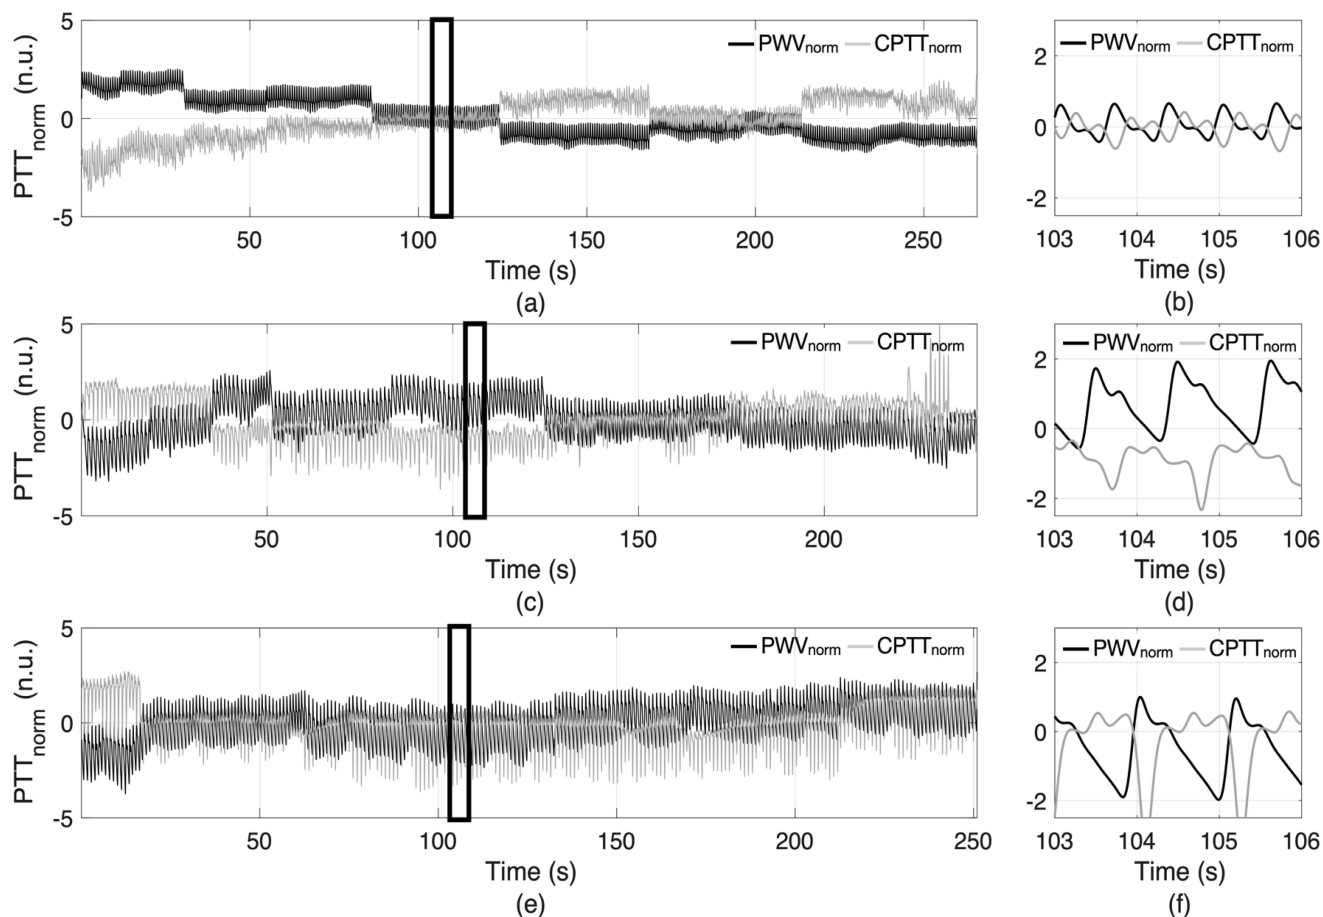 PTT_norm (n.u.)
5
0
-5
PWV_norm CPTT_norm
50 100 150 200 250
Time (s)
(a)
2
0
-2
PWV_norm CPTT_norm
103 104 105 106
Time (s)
(b)
PTT_norm (n.u.)
5
0
-5
PWV_norm CPTT_norm
50 100 150 200
Time (s)
(c)
2
0
-2
PWV_norm CPTT_norm
103 104 105 106
Time (s)
(d)
PTT_norm (n.u.)
5
0
-5
PWV_norm CPTT_norm
50 100 150 200 250
Time (s)
(e)
2
0
-2
PWV_norm CPTT_norm
103 104 105 106
Time (s)
(f)